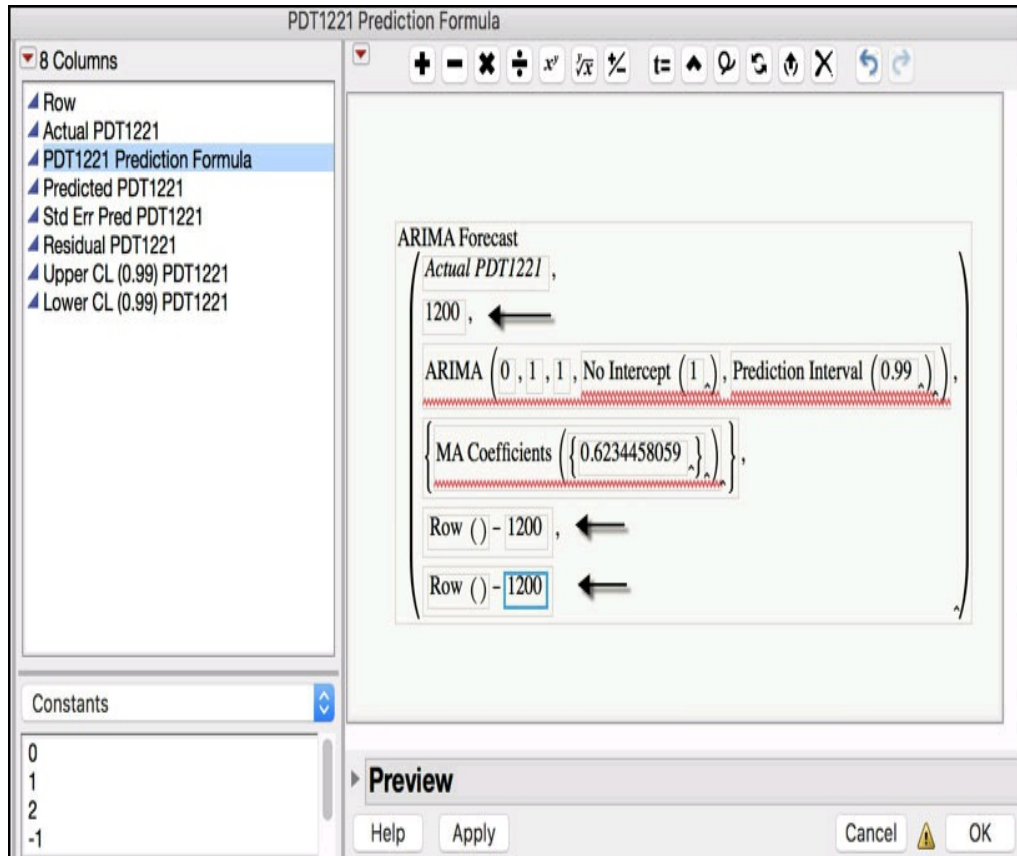 PDT1221 Prediction Formula
8 Columns
Row
Actual PDT1221
PDT1221 Prediction Formula
Predicted PDT1221
Std Err Pred PDT1221
Residual PDT1221
Upper CL (0.99) PDT1221
Lower CL (0.99) PDT1221
Constants
0
1
2
-1
+ − ✖ ÷ xʸ ʸ√x +/− t=
ARIMA Forecast
Actual PDT1221 ,
1200 ,
ARIMA ( 0 , 1 , 1 , No Intercept ( 1 ) , Prediction Interval ( 0.99 ) ) ,
{ MA Coefficients ( { 0.6234458059 } ) } ,
Row () − 1200 ,
Row () − 1200
Preview
Help Apply Cancel OK